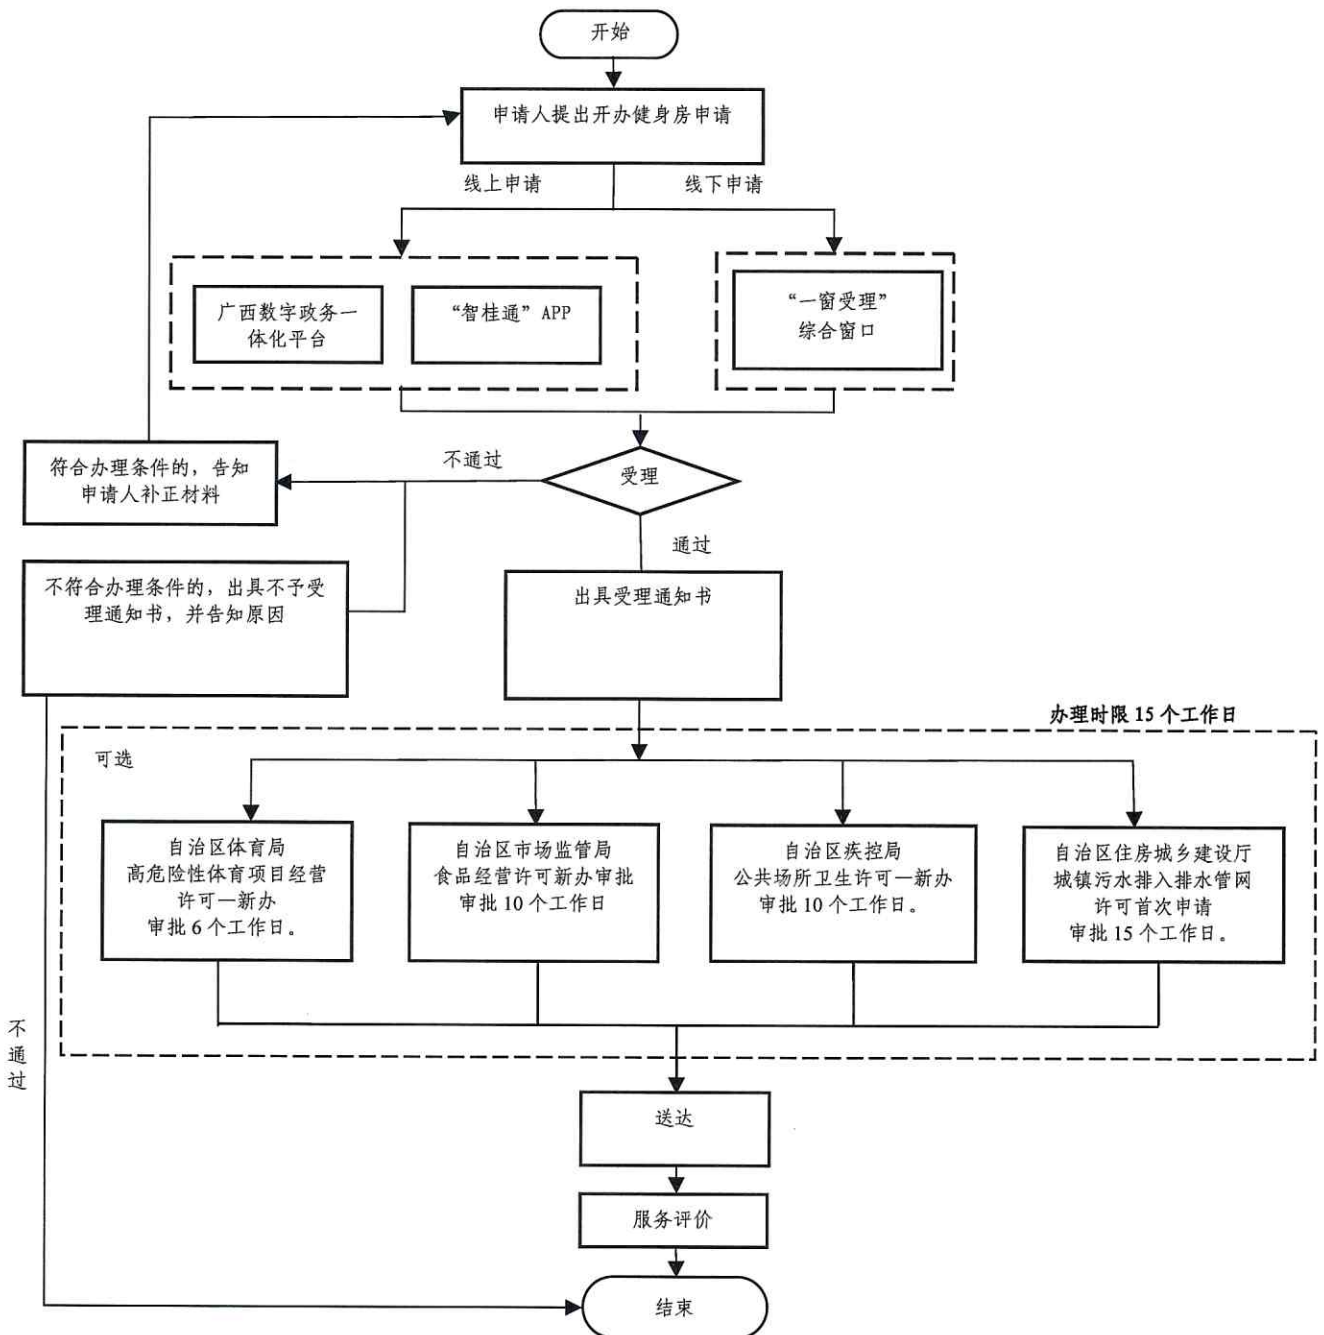 开始
申请人提出开办健身房申请
线上申请
线下申请
广西数字政务一
体化平台
“智桂通”APP
“一窗受理”
综合窗口
不通过
受理
符合办理条件的，告知
申请人补正材料
通过
不符合办理条件的，出具不予受
理通知书，并告知原因
出具受理通知书
办理时限 15 个工作日
可选
自治区体育局
高危险性体育项目经营
许可—新办
审批 6 个工作日。
自治区市场监管局
食品经营许可新办审批
审批 10 个工作日
自治区疾控局
公共场所卫生许可—新办
审批 10 个工作日。
自治区住房城乡建设厅
城镇污水排入排水管网
许可首次申请
审批 15 个工作日。
不
通
过
送达
服务评价
结束